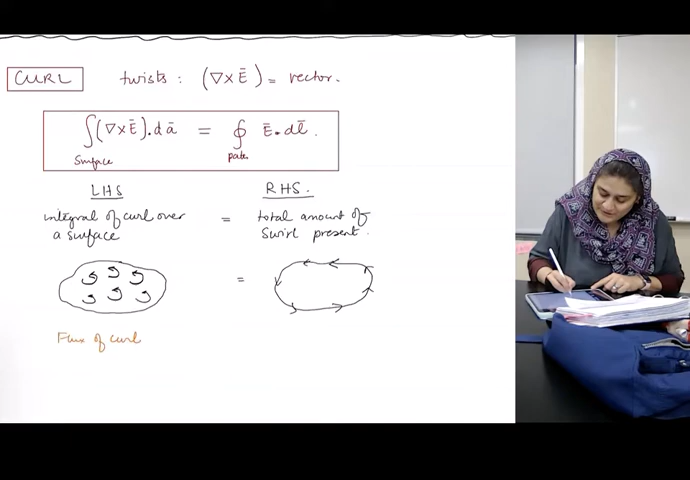 CURL twists : (∇×Ē) = vector.
∫(∇×Ē).dā = ∮ Ē.dl̄.
Surface path
LHS RHS.
integral of curl over = total amount of
a surface swirl present.
=
Flux of curl